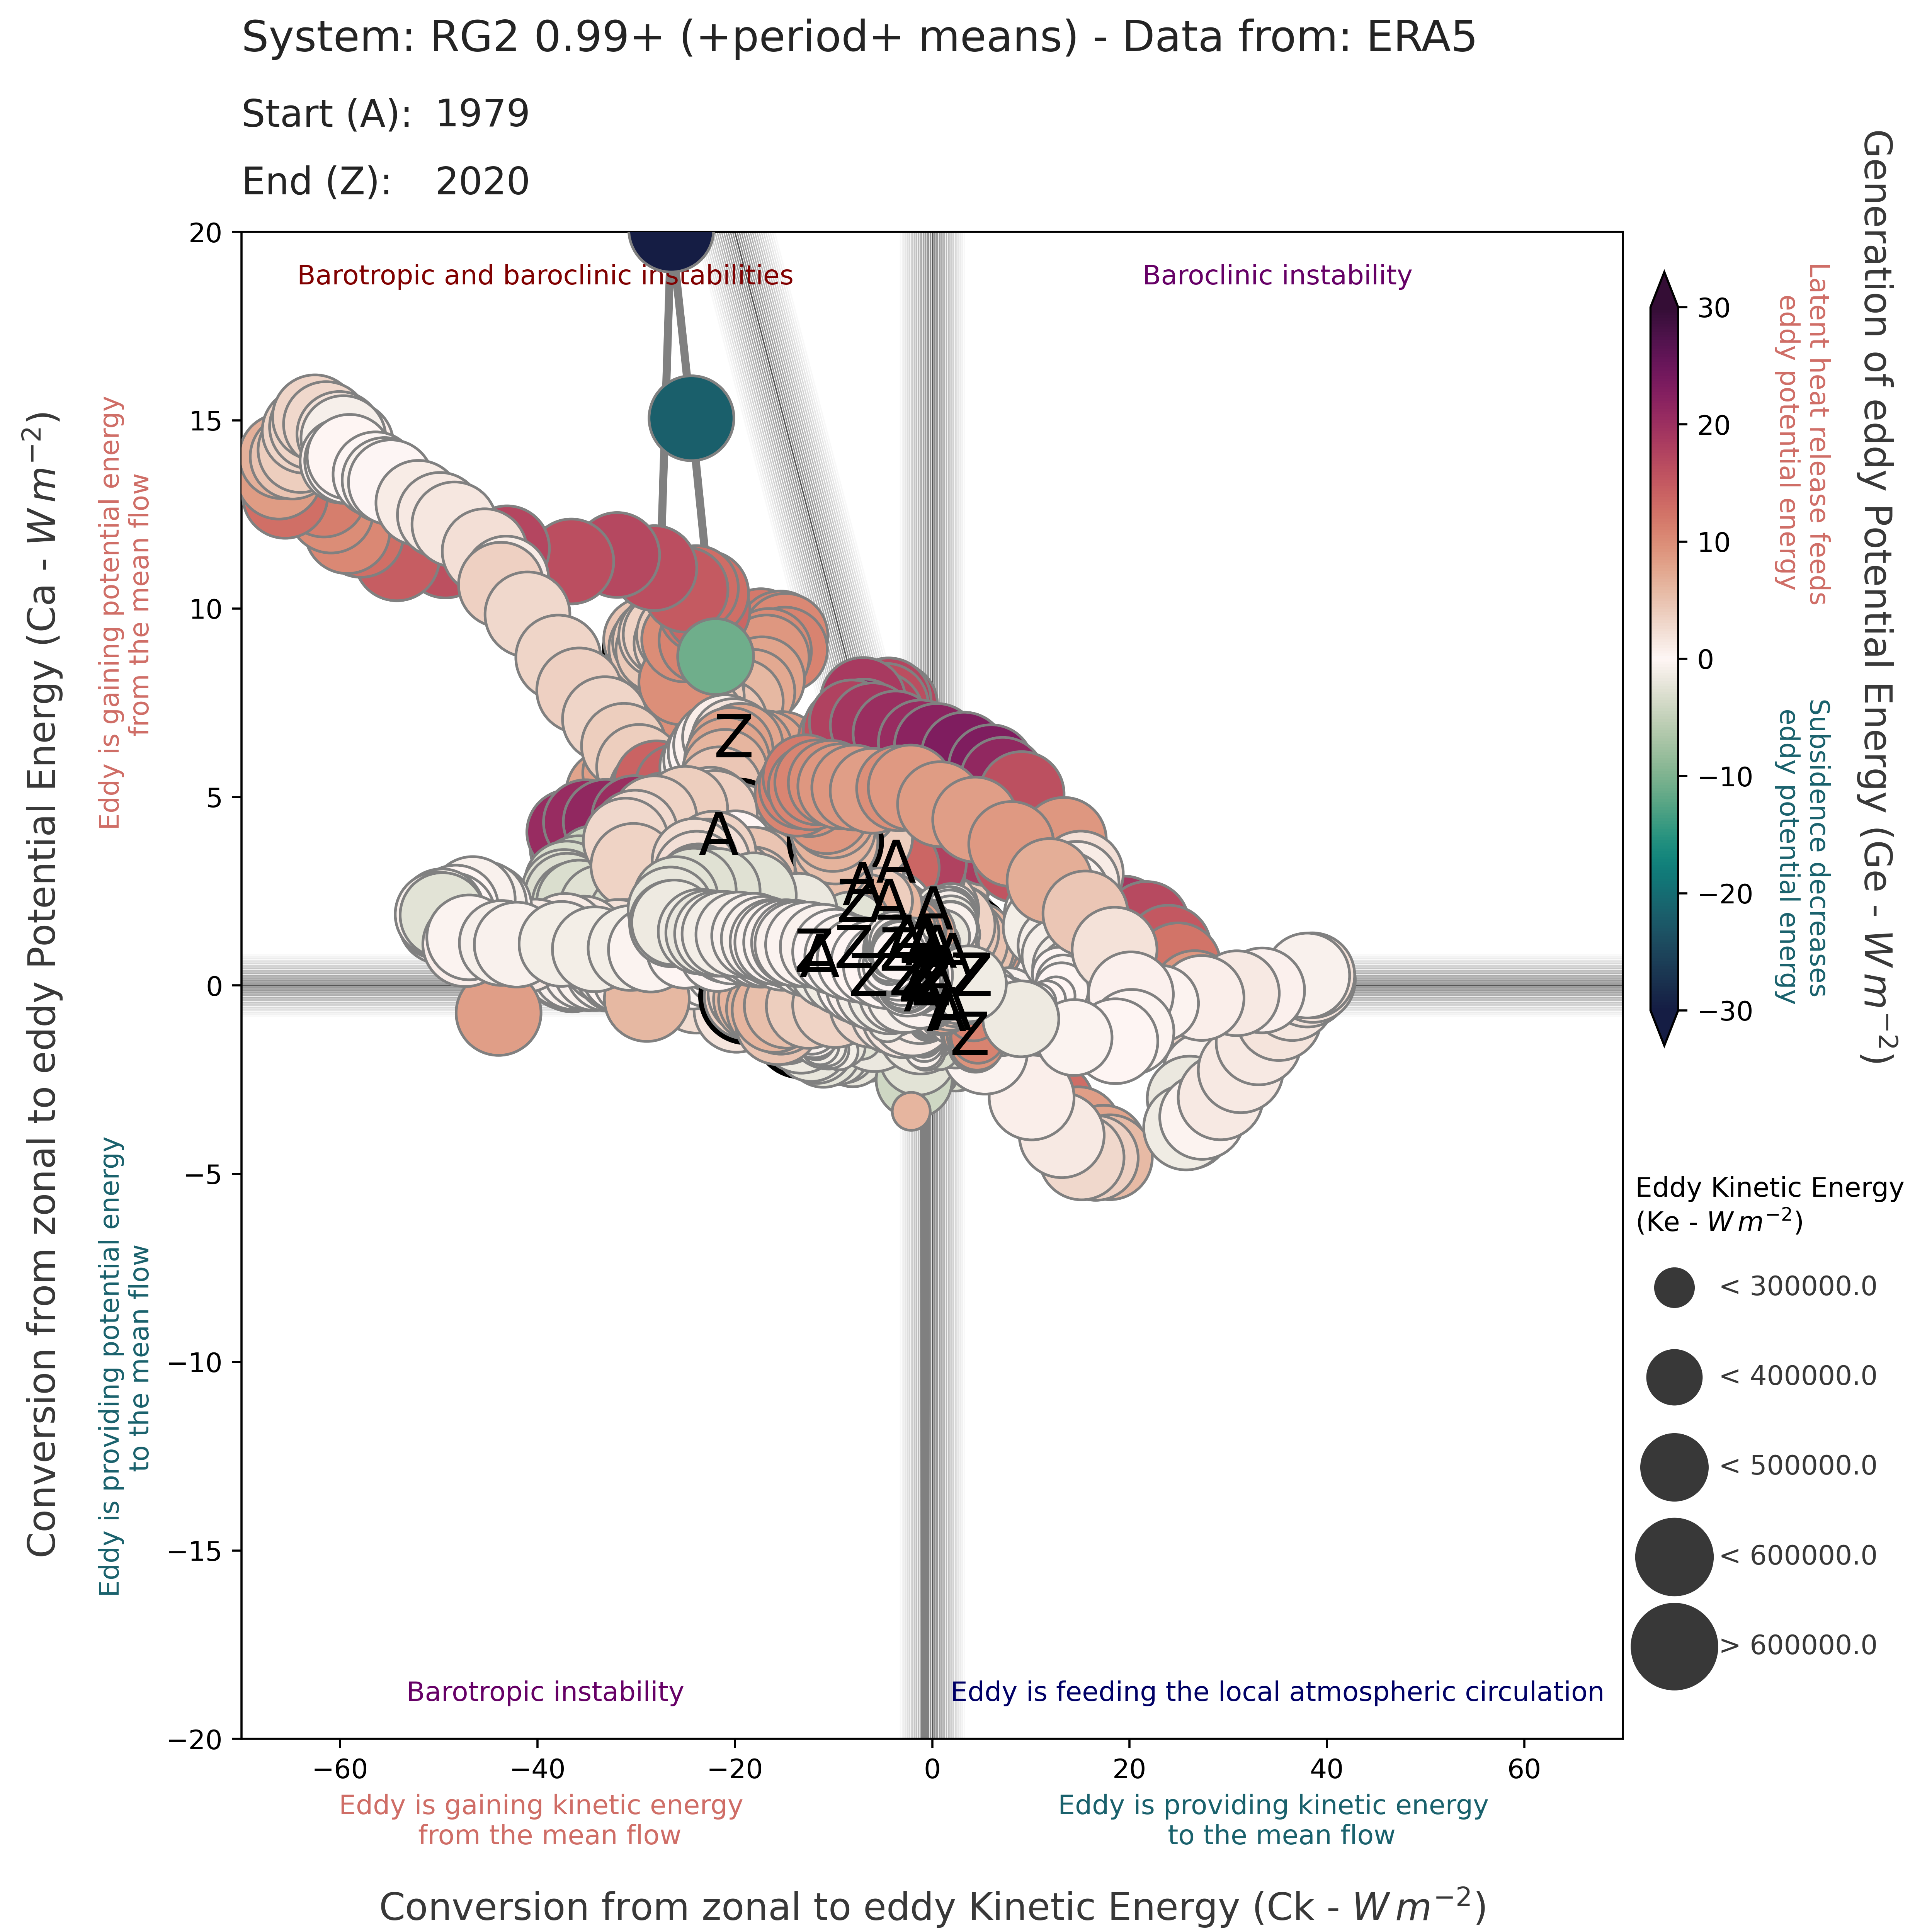 System: RG2 0.99+ (+period+ means) - Data from: ERA5
Start (A): 1979
End (Z): 2020
Conversion from zonal to eddy Potential Energy (Ca - W m⁻²)
Eddy is gaining potential energy
from the mean flow
Eddy is providing potential energy
to the mean flow
20
15
10
5
0
−5
−10
−15
−20
Barotropic and baroclinic instabilities
Baroclinic instability
Barotropic instability
Eddy is feeding the local atmospheric circulation
Z
A
−60
−40
−20
0
20
40
60
Eddy is gaining kinetic energy
from the mean flow
Eddy is providing kinetic energy
to the mean flow
Conversion from zonal to eddy Kinetic Energy (Ck - W m⁻²)
30
20
10
0
−10
−20
−30
Latent heat release feeds
eddy potential energy
Subsidence decreases
eddy potential energy
Generation of eddy Potential Energy (Ge - W m⁻²)
Eddy Kinetic Energy
(Ke - W m⁻²)
< 300000.0
< 400000.0
< 500000.0
< 600000.0
> 600000.0